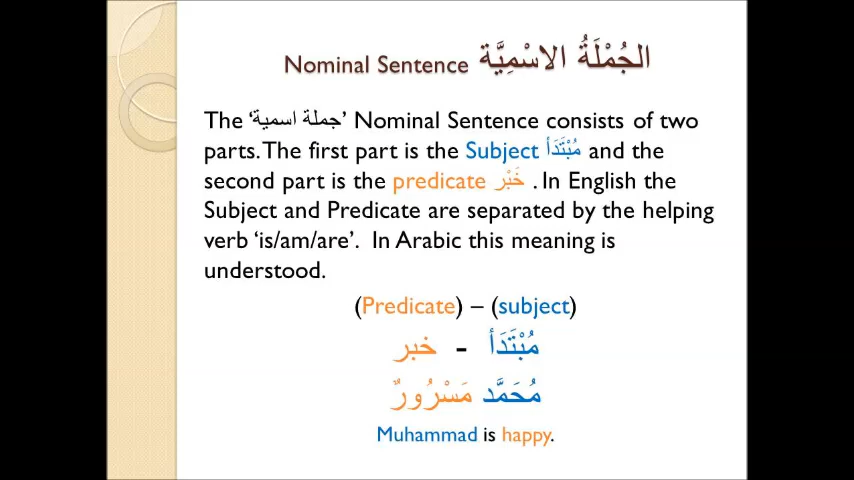 Nominal Sentence الجُمْلَةُ الاسْمِيَّة
The ‘جملة اسمية’ Nominal Sentence consists of two
parts. The first part is the Subject مُبْتَدَأ and the
second part is the predicate خَبْر . In English the
Subject and Predicate are separated by the helping
verb ‘is/am/are’. In Arabic this meaning is
understood.
(Predicate) – (subject)
مُبْتَدَأ - خبر
مُحَمَّد مَسْرُورٌ
Muhammad is happy.